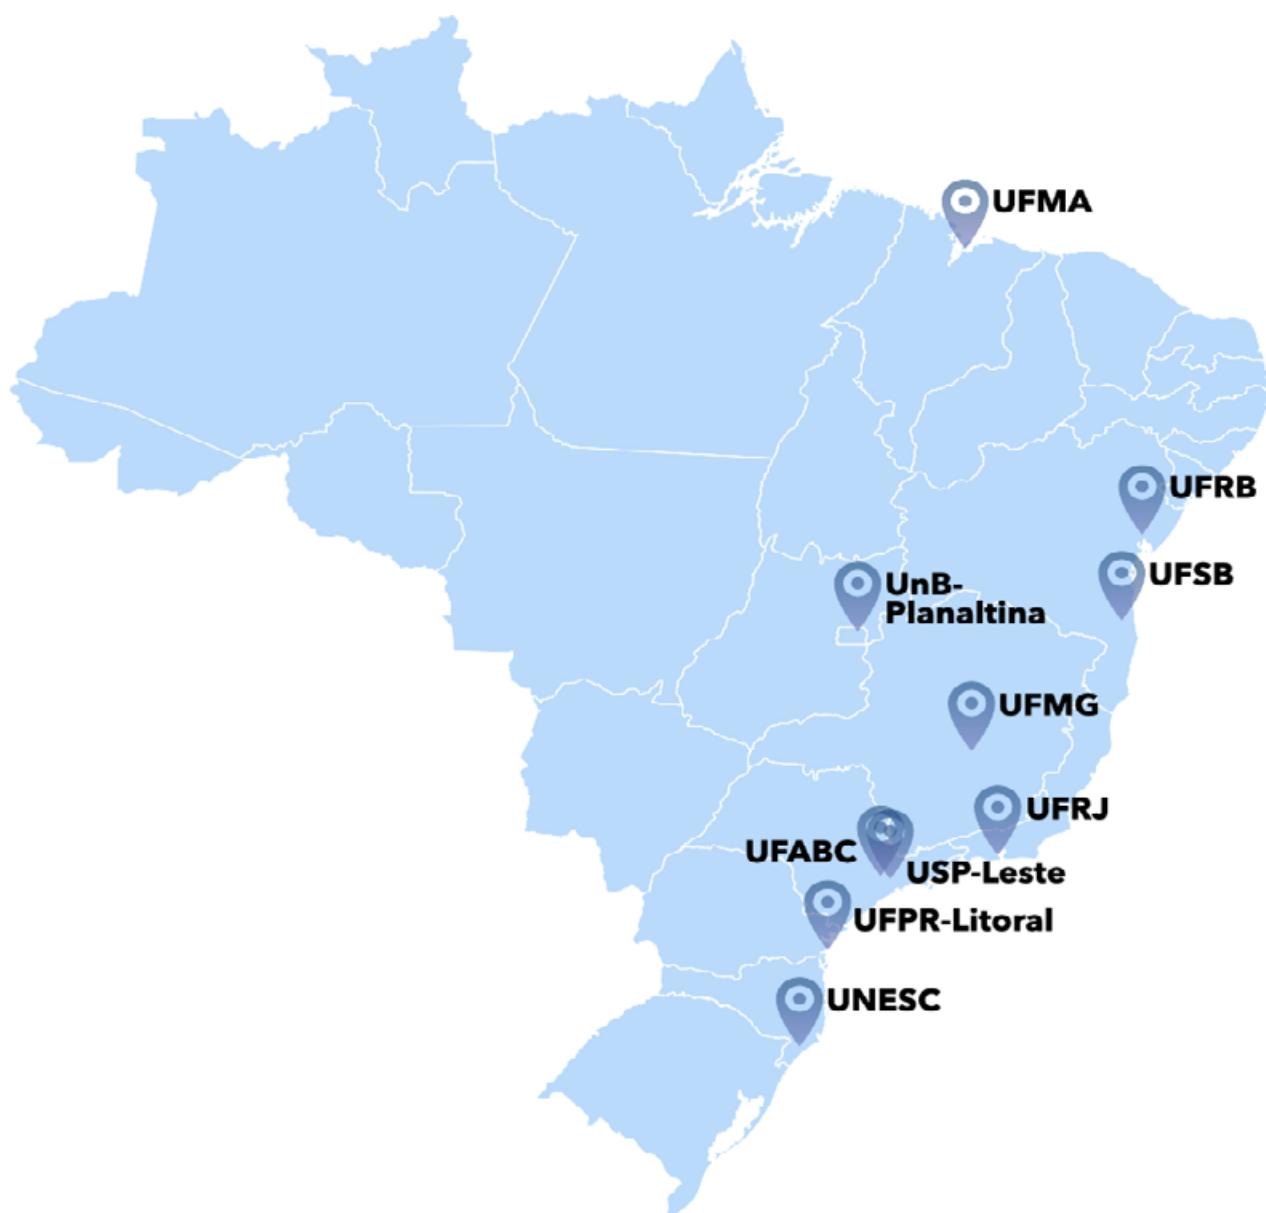 UFMA
UFRB
UFSB
UnB-
Planaltina
UFMG
UFRJ
UFABC
USP-Leste
UFPR-Litoral
UNESC